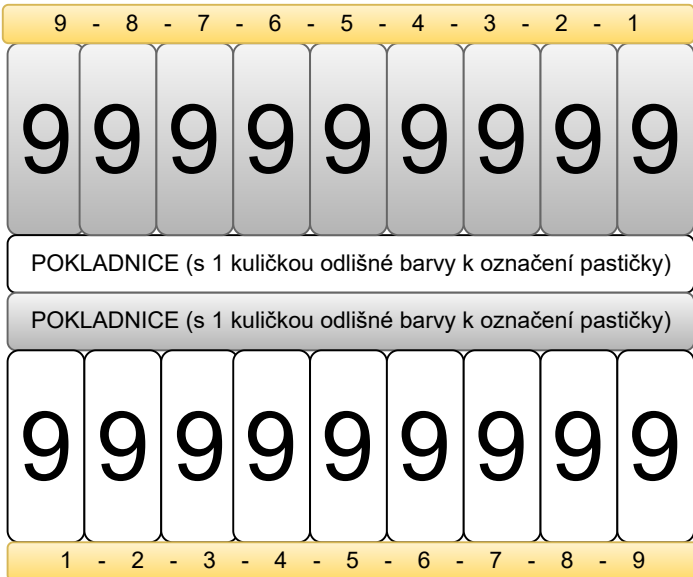 9 - 8 - 7 - 6 - 5 - 4 - 3 - 2 - 1
9 9 9 9 9 9 9 9 9
POKLADNICE (s 1 kuličkou odlišné barvy k označení pastičky)
POKLADNICE (s 1 kuličkou odlišné barvy k označení pastičky)
9 9 9 9 9 9 9 9 9
1 - 2 - 3 - 4 - 5 - 6 - 7 - 8 - 9